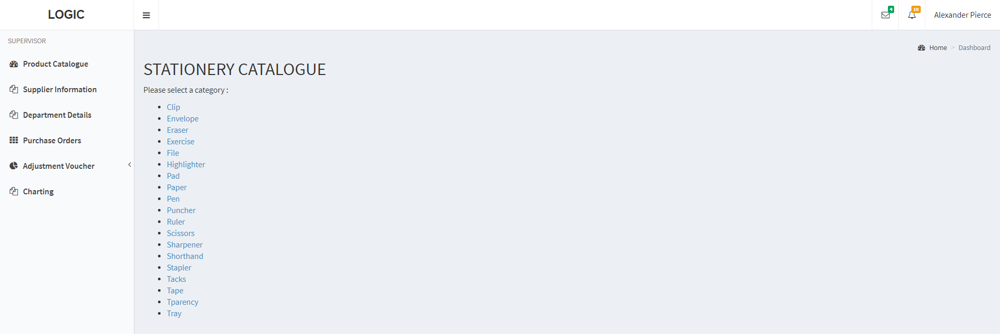 LOGIC
4
10
Alexander Pierce
SUPERVISOR
Product Catalogue
Supplier Information
Department Details
Purchase Orders
Adjustment Voucher
Charting
Home > Dashboard
STATIONERY CATALOGUE
Please select a category :
Clip
Envelope
Eraser
Exercise
File
Highlighter
Pad
Paper
Pen
Puncher
Ruler
Scissors
Sharpener
Shorthand
Stapler
Tacks
Tape
Tparency
Tray